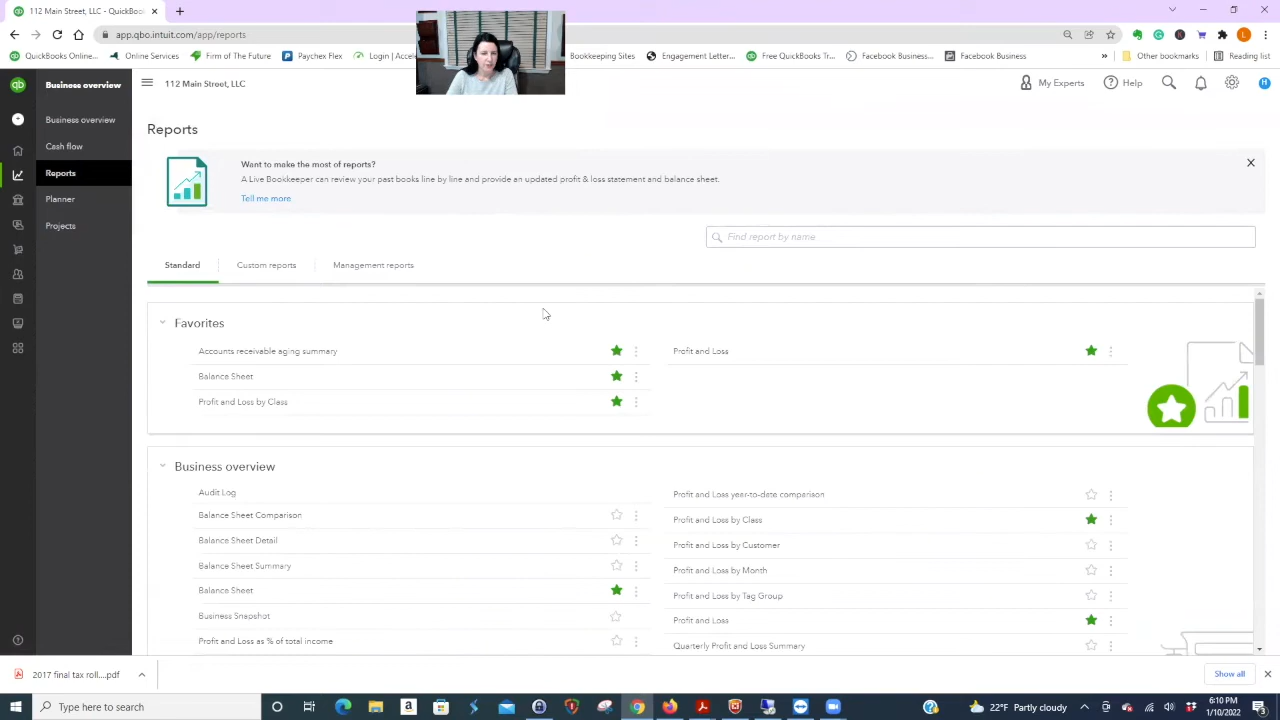 112 Main Street, LLC - QuickBoo
app.qbo.intuit.com
QuickBooks Onlin...
Online Services
Firm of The Future
Paychex Flex
Login | Accele
Bookkeeping Sites
Engagement Letter...
Free QuickBooks Tr...
Facebook Business...
Facebook Business
Other Bookmarks
Reading list
Business overview
112 Main Street, LLC
My Experts
Help
H
Business overview
Cash flow
Reports
Planner
Projects
Reports
Want to make the most of reports?
A Live Bookkeeper can review your past books line by line and provide an updated profit & loss statement and balance sheet.
Tell me more
Find report by name
Standard
Custom reports
Management reports
Favorites
Accounts receivable aging summary
Profit and Loss
Balance Sheet
Profit and Loss by Class
Business overview
Audit Log
Profit and Loss year-to-date comparison
Balance Sheet Comparison
Profit and Loss by Class
Balance Sheet Detail
Profit and Loss by Customer
Balance Sheet Summary
Profit and Loss by Month
Balance Sheet
Profit and Loss by Tag Group
Business Snapshot
Profit and Loss
Profit and Loss as % of total income
Quarterly Profit and Loss Summary
2017 final tax roll....pdf
Show all
Type here to search
22°F Partly cloudy
6:10 PM